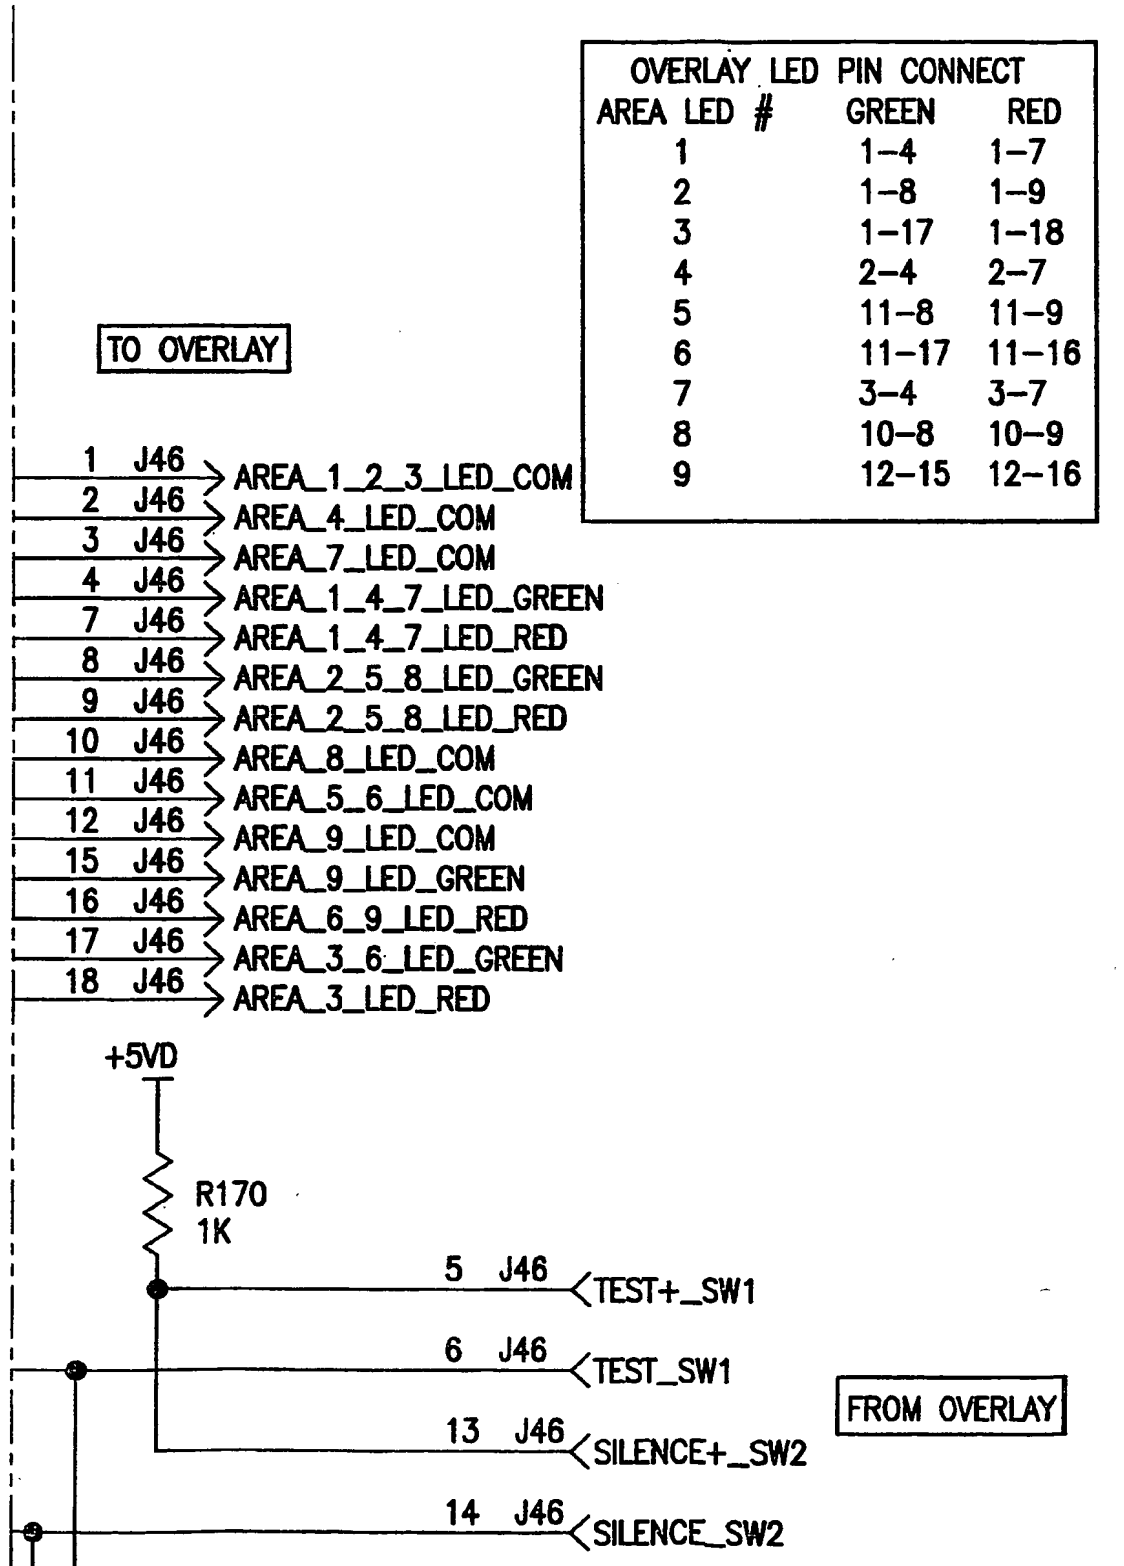 OVERLAY LED PIN CONNECT
AREA LED # GREEN RED
1 1-4 1-7
2 1-8 1-9
3 1-17 1-18
4 2-4 2-7
5 11-8 11-9
6 11-17 11-16
7 3-4 3-7
8 10-8 10-9
9 12-15 12-16
TO OVERLAY
1 J46 AREA_1_2_3_LED_COM
2 J46 AREA_4_LED_COM
3 J46 AREA_7_LED_COM
4 J46 AREA_1_4_7_LED_GREEN
7 J46 AREA_1_4_7_LED_RED
8 J46 AREA_2_5_8_LED_GREEN
9 J46 AREA_2_5_8_LED_RED
10 J46 AREA_8_LED_COM
11 J46 AREA_5_6_LED_COM
12 J46 AREA_9_LED_COM
15 J46 AREA_9_LED_GREEN
16 J46 AREA_6_9_LED_RED
17 J46 AREA_3_6_LED_GREEN
18 J46 AREA_3_LED_RED
+5VD
R170
1K
5 J46 TEST+_SW1
6 J46 TEST_SW1
FROM OVERLAY
13 J46 SILENCE+_SW2
14 J46 SILENCE_SW2